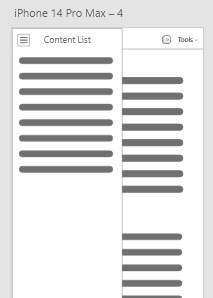 iPhone 14 Pro Max – 4
Content List
Tools